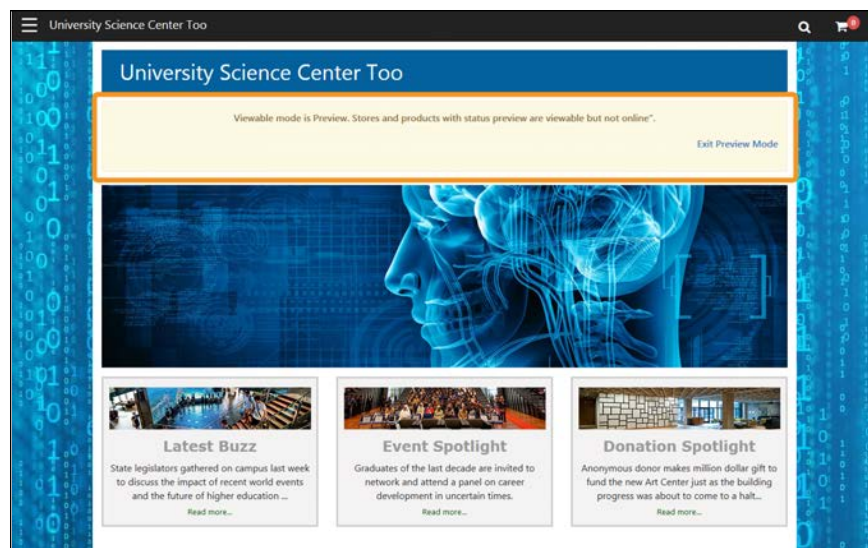 University Science Center Too
0
University Science Center Too
Viewable mode is Preview. Stores and products with status preview are viewable but not online".
Exit Preview Mode
Latest Buzz
State legislators gathered on campus last week
to discuss the impact of recent world events
and the future of higher education ...
Read more...
Event Spotlight
Graduates of the last decade are invited to
network and attend a panel on career
development in uncertain times.
Read more...
Donation Spotlight
Anonymous donor makes million dollar gift to
fund the new Art Center just as the building
progress was about to come to a halt...
Read more...